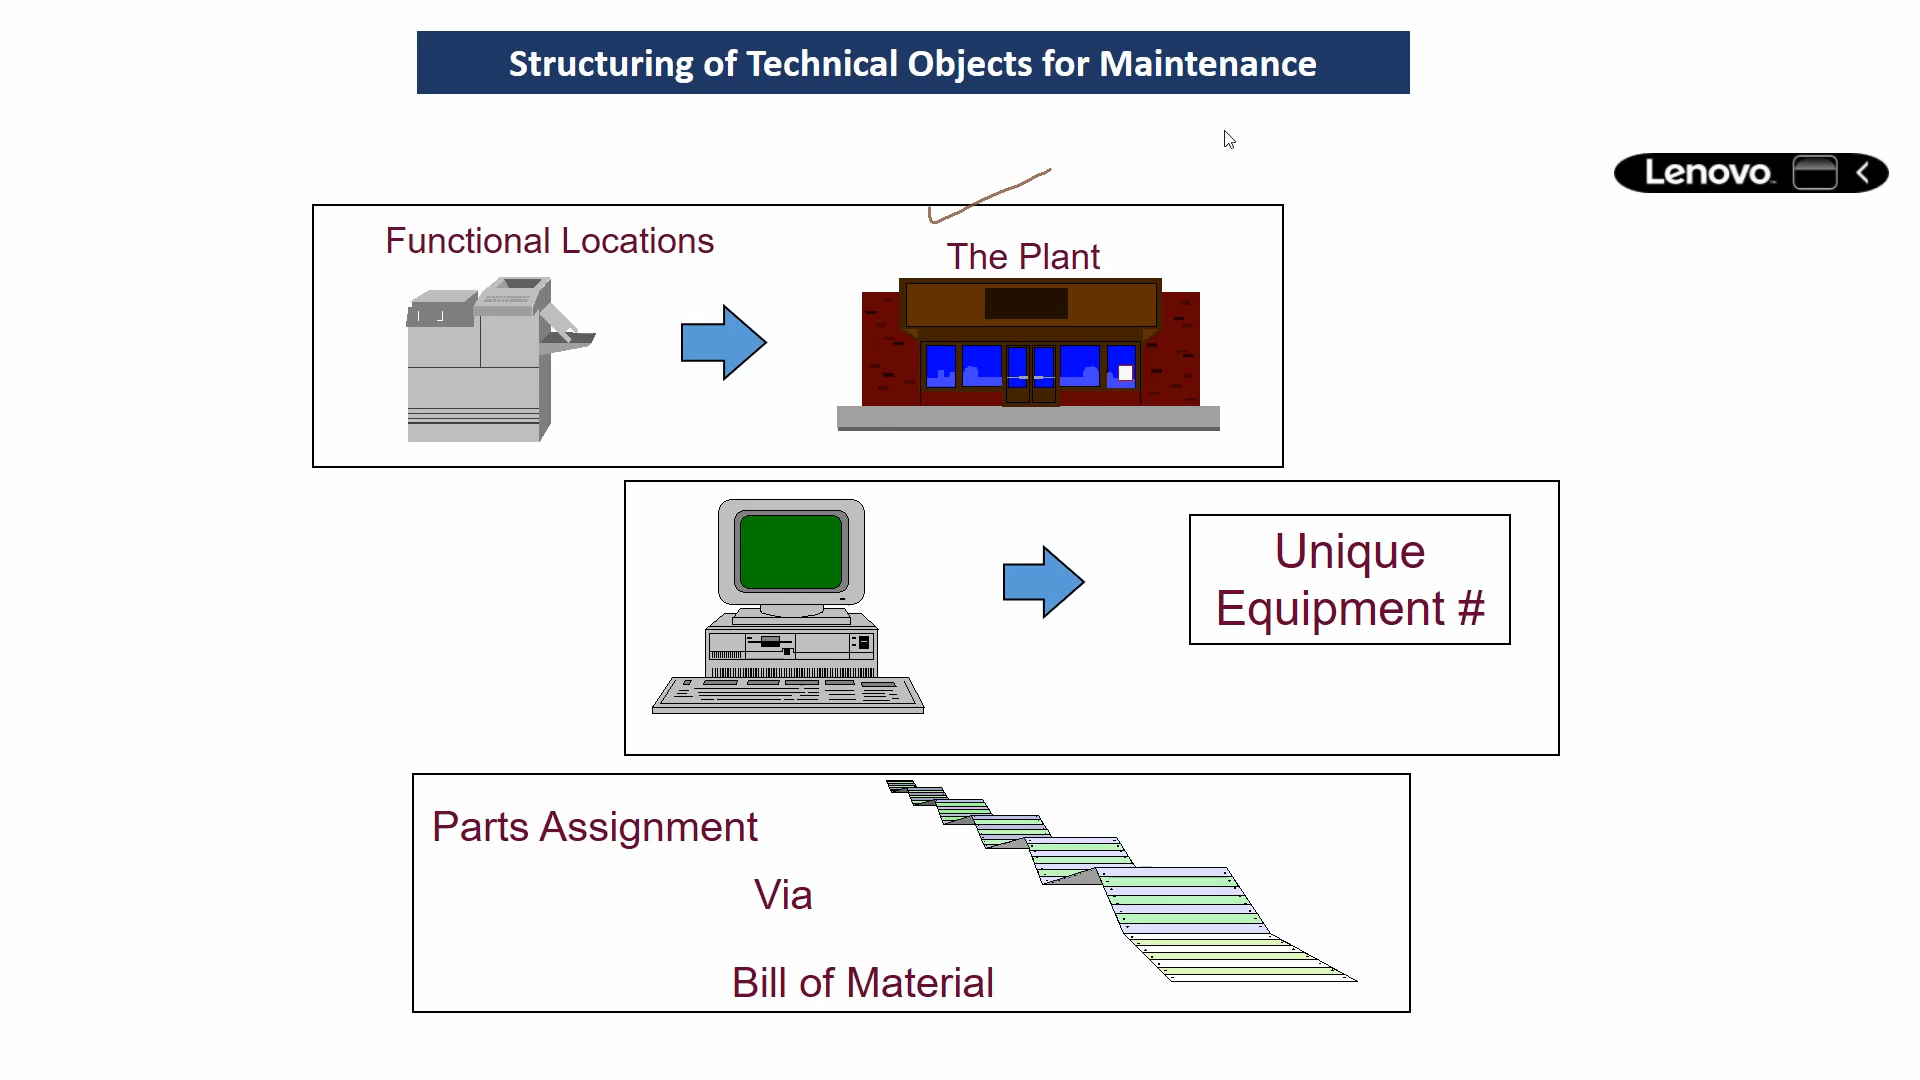 Structuring of Technical Objects for Maintenance
Lenovo
Functional Locations
The Plant
Unique
Equipment #
Parts Assignment
Via
Bill of Material